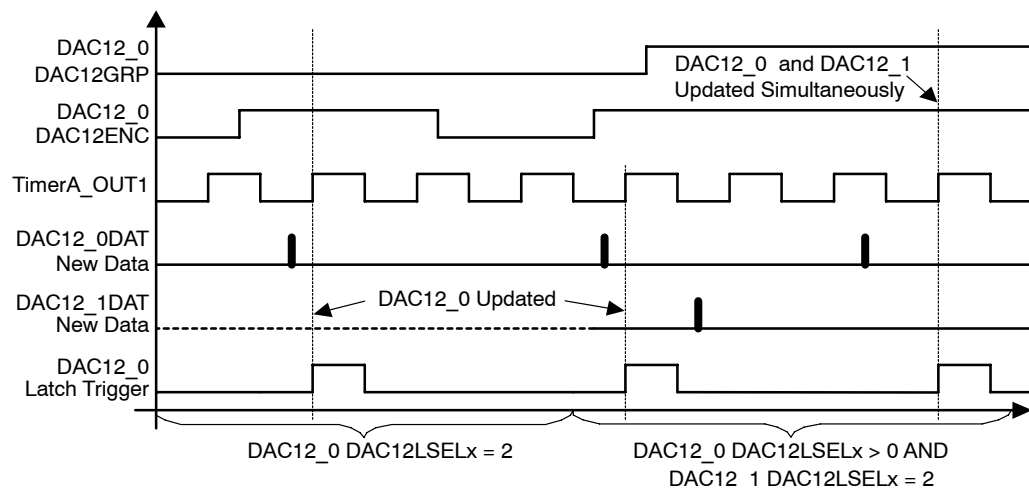 DAC12_0
DAC12GRP
DAC12_0 and DAC12_1
Updated Simultaneously
DAC12_0
DAC12ENC
TimerA_OUT1
DAC12_0DAT
New Data
DAC12_1DAT
New Data
DAC12_0 Updated
DAC12_0
Latch Trigger
DAC12_0 DAC12LSELx = 2
DAC12_0 DAC12LSELx > 0 AND
DAC12_1 DAC12LSELx = 2